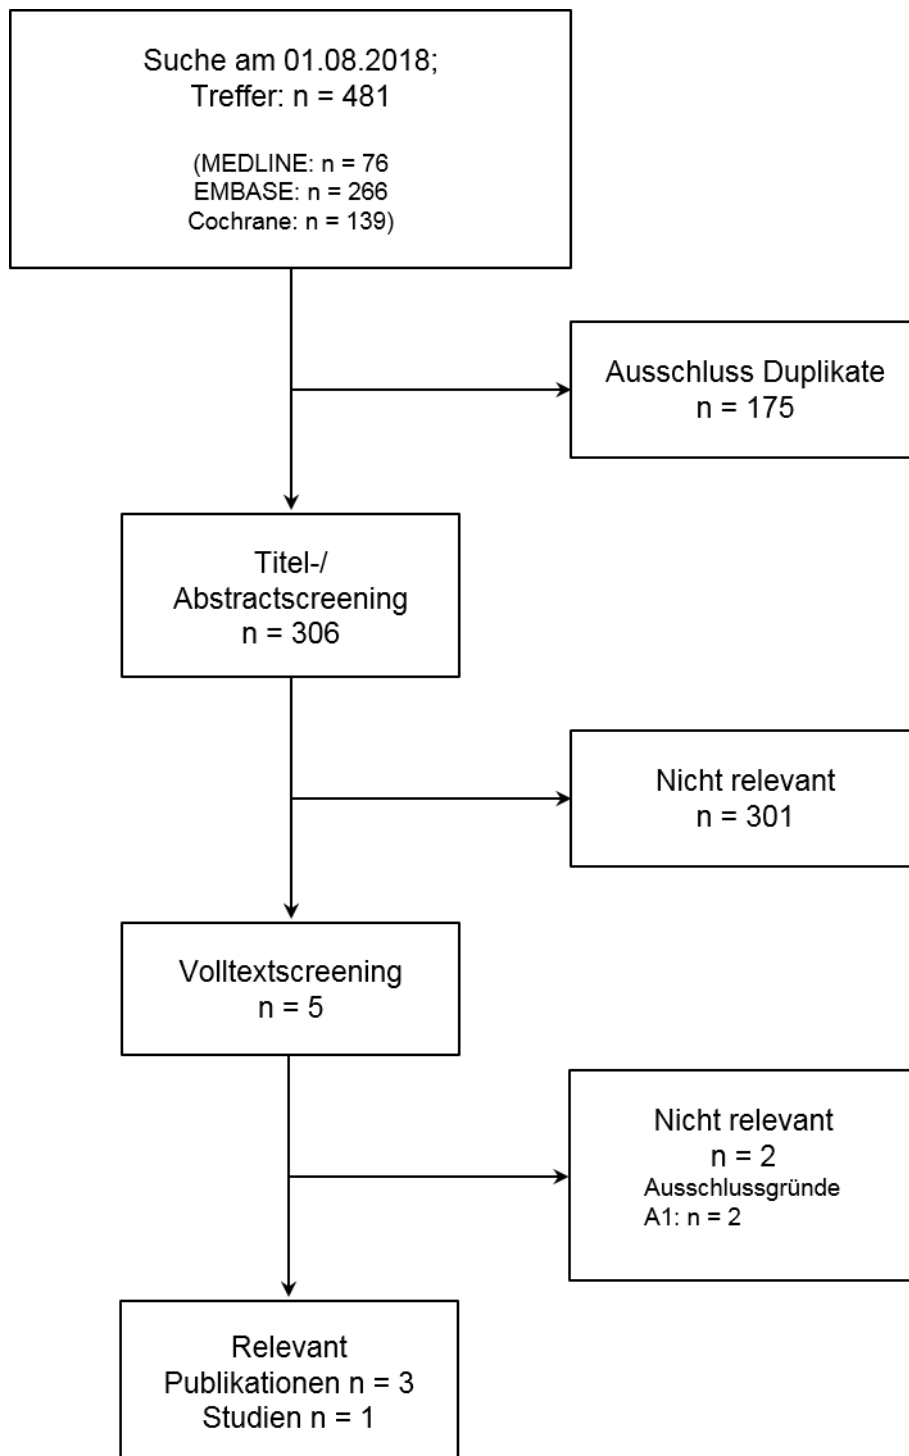 Suche am 01.08.2018;
Treffer: n = 481
(MEDLINE: n = 76
EMBASE: n = 266
Cochrane: n = 139)
Ausschluss Duplikate
n = 175
Titel-/
Abstractscreening
n = 306
Nicht relevant
n = 301
Volltextscreening
n = 5
Nicht relevant
n = 2
Ausschlussgründe
A1: n = 2
Relevant
Publikationen n = 3
Studien n = 1